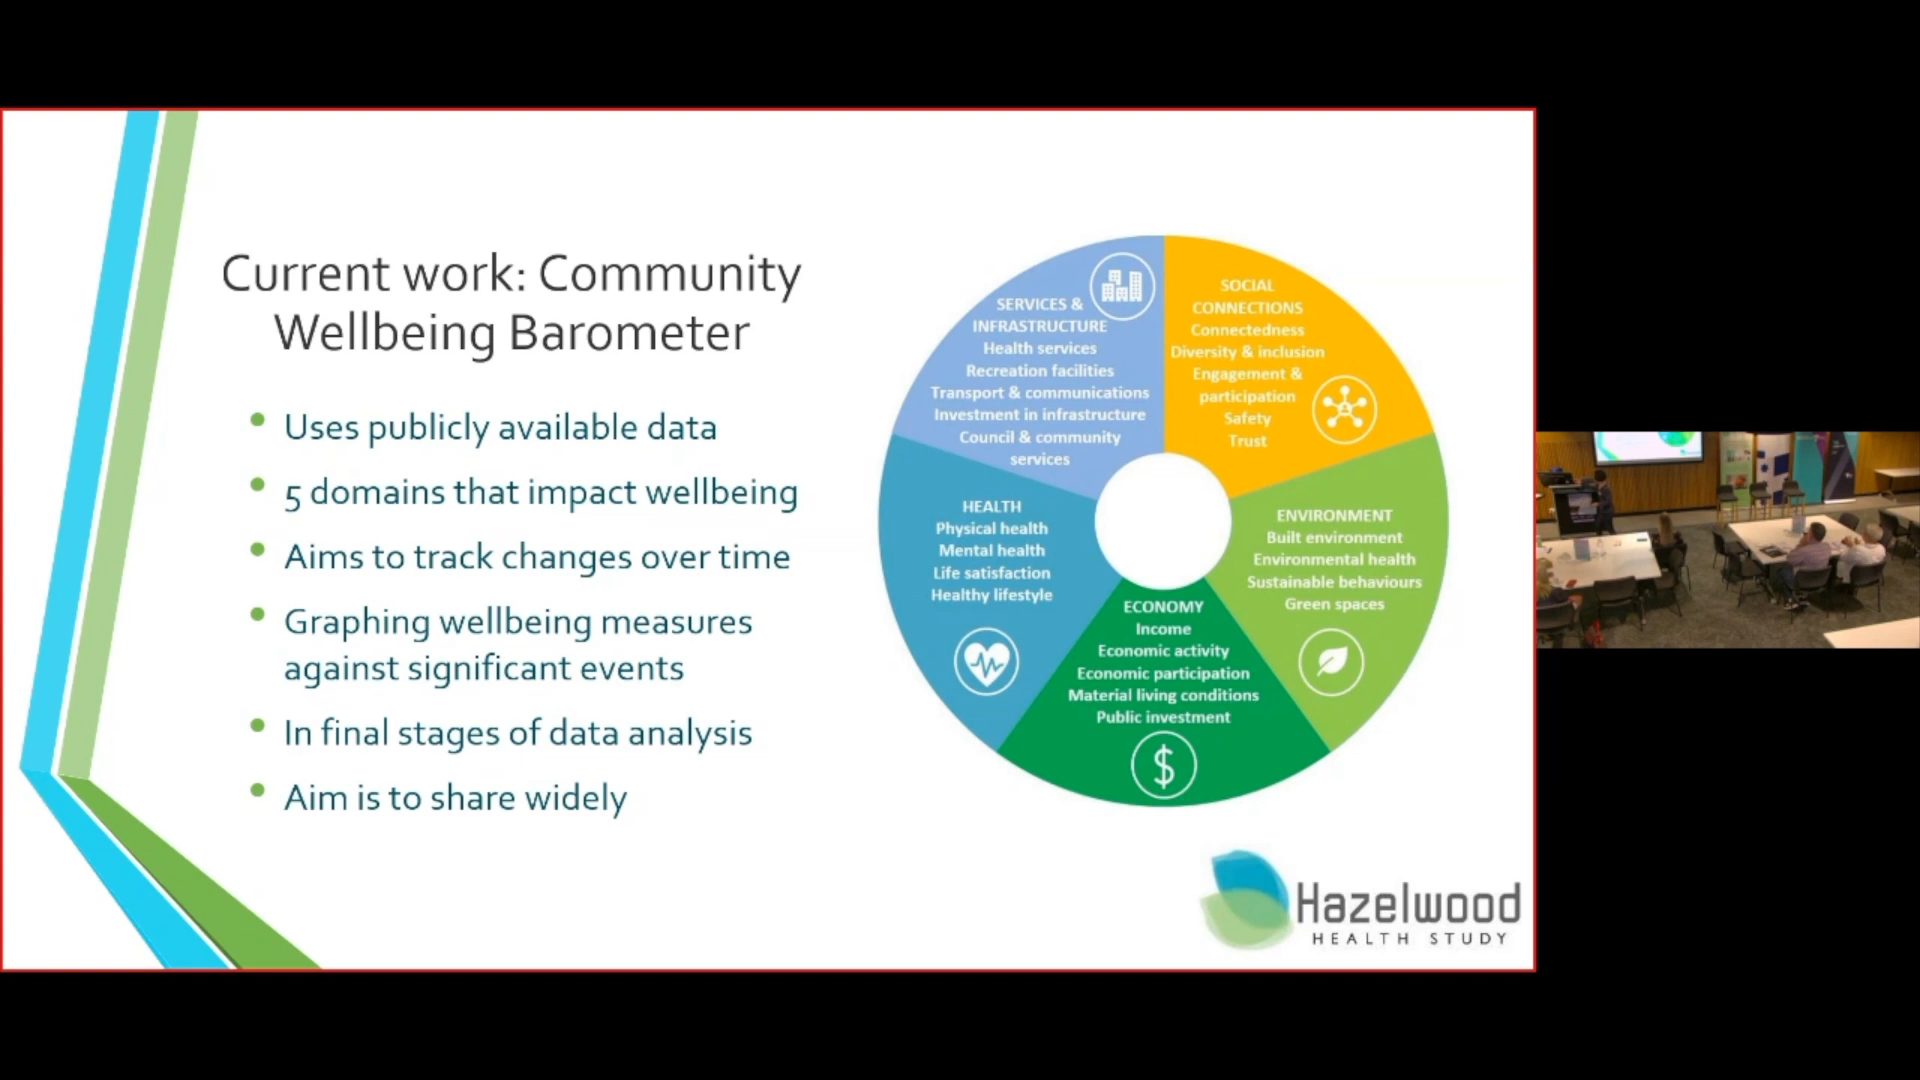 Current work: Community
Wellbeing Barometer
• Uses publicly available data
• 5 domains that impact wellbeing
• Aims to track changes over time
• Graphing wellbeing measures
against significant events
• In final stages of data analysis
• Aim is to share widely
SERVICES &
INFRASTRUCTURE
Health services
Recreation facilities
Transport & communications
Investment in infrastructure
Council & community
services
SOCIAL
CONNECTIONS
Connectedness
Diversity & inclusion
Engagement &
participation
Safety
Trust
HEALTH
Physical health
Mental health
Life satisfaction
Healthy lifestyle
ENVIRONMENT
Built environment
Environmental health
Sustainable behaviours
Green spaces
ECONOMY
Income
Economic activity
Economic participation
Material living conditions
Public investment
$
Hazelwood
HEALTH STUDY